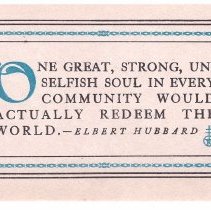 ONE GREAT, STRONG, UN
SELFISH SOUL IN EVERY
COMMUNITY WOULD
ACTUALLY REDEEM THE
WORLD.—ELBERT HUBBARD